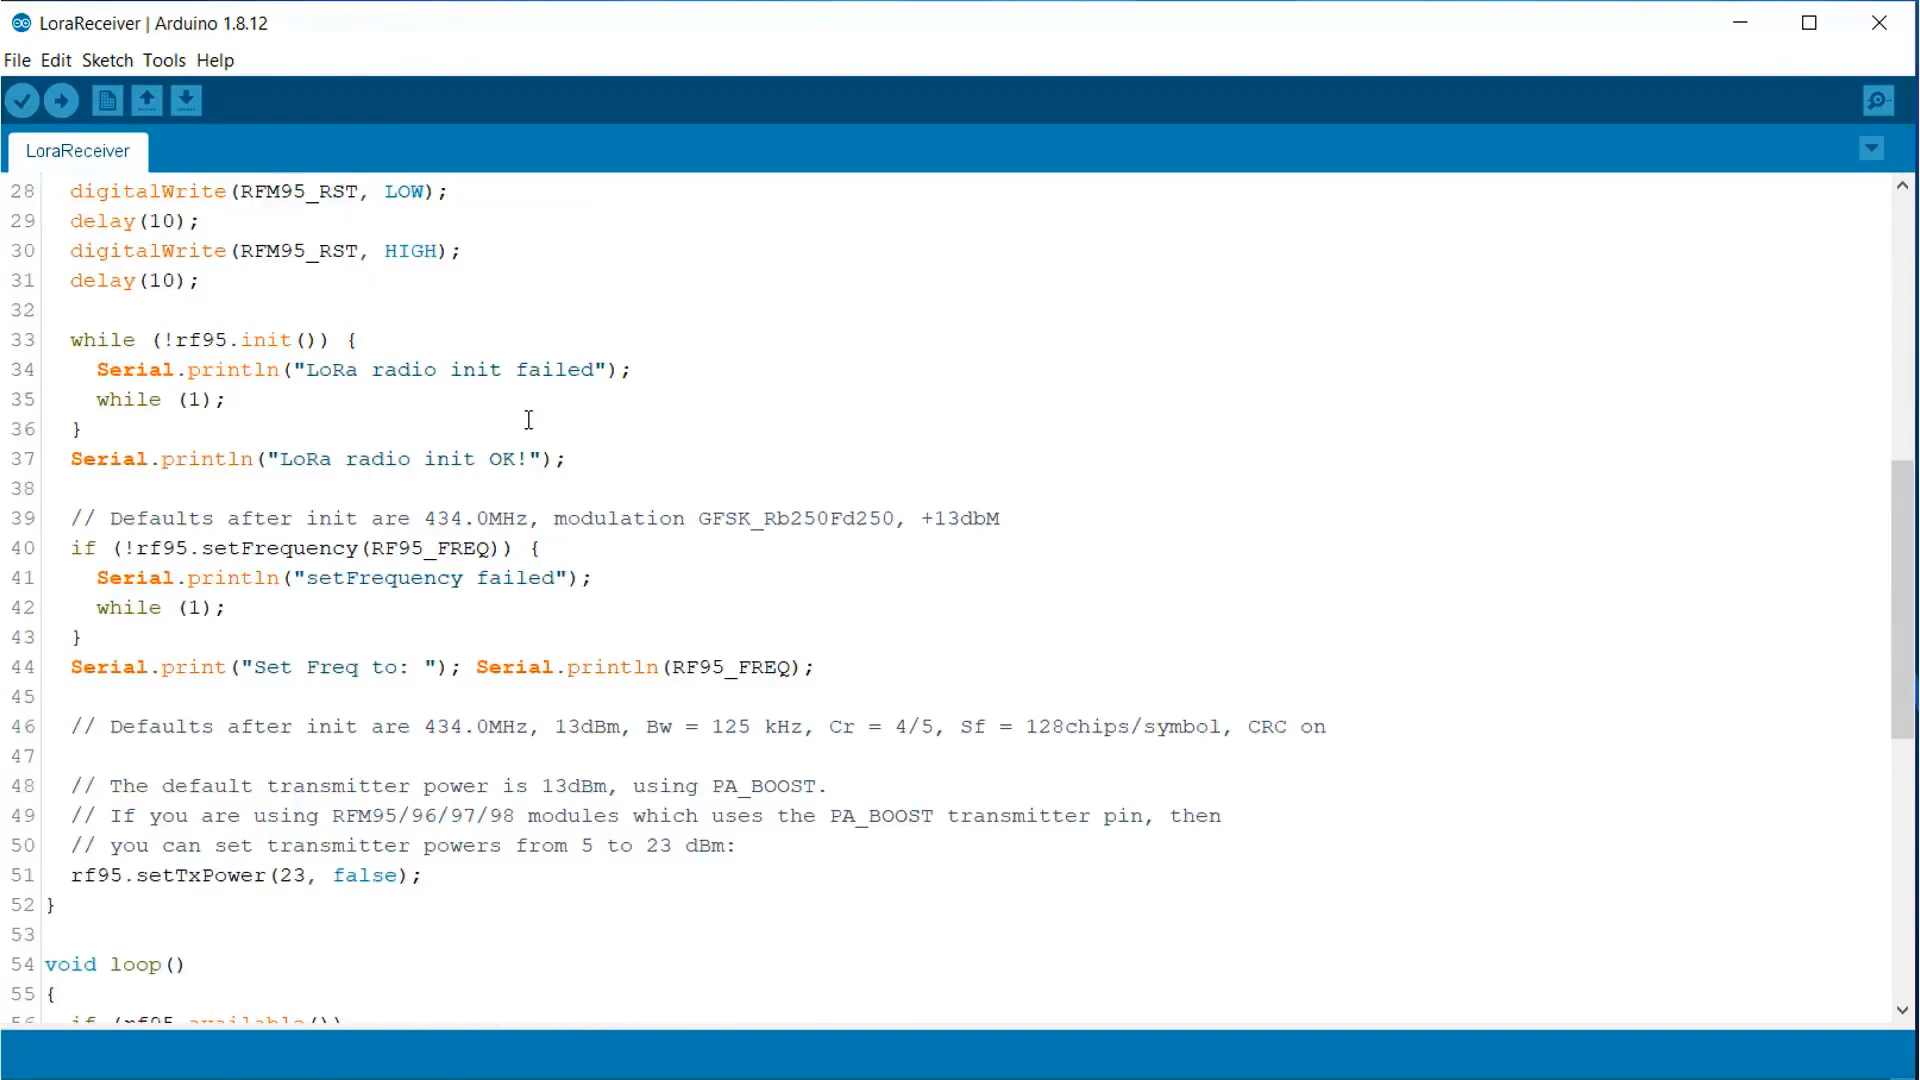 LoraReceiver | Arduino 1.8.12
File Edit Sketch Tools Help
LoraReceiver
28 digitalWrite(RFM95_RST, LOW);
29 delay(10);
30 digitalWrite(RFM95_RST, HIGH);
31 delay(10);
32
33 while (!rf95.init()) {
34 Serial.println("LoRa radio init failed");
35 while (1);
36 }
37 Serial.println("LoRa radio init OK!");
38
39 // Defaults after init are 434.0MHz, modulation GFSK_Rb250Fd250, +13dbM
40 if (!rf95.setFrequency(RF95_FREQ)) {
41 Serial.println("setFrequency failed");
42 while (1);
43 }
44 Serial.print("Set Freq to: "); Serial.println(RF95_FREQ);
45
46 // Defaults after init are 434.0MHz, 13dBm, Bw = 125 kHz, Cr = 4/5, Sf = 128chips/symbol, CRC on
47
48 // The default transmitter power is 13dBm, using PA_BOOST.
49 // If you are using RFM95/96/97/98 modules which uses the PA_BOOST transmitter pin, then
50 // you can set transmitter powers from 5 to 23 dBm:
51 rf95.setTxPower(23, false);
52 }
53
54 void loop()
55 {
56 if (rf95.available())